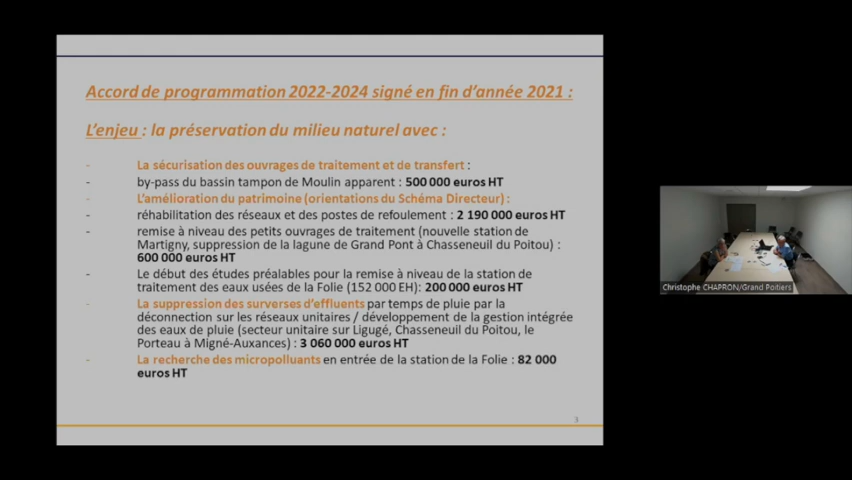 Accord de programmation 2022-2024 signé en fin d'année 2021 :
L'enjeu : la préservation du milieu naturel avec :
- La sécurisation des ouvrages de traitement et de transfert :
- by-pass du bassin tampon de Moulin apparent : 500 000 euros HT
- L'amélioration du patrimoine (orientations du Schéma Directeur) :
- réhabilitation des réseaux et des postes de refoulement : 2 190 000 euros HT
- remise à niveau des petits ouvrages de traitement (nouvelle station de
Martigny, suppression de la lagune de Grand Pont à Chasseneuil du Poitou) :
600 000 euros HT
- Le début des études préalables pour la remise à niveau de la station de
traitement des eaux usées de la Folie (152 000 EH): 200 000 euros HT
- La suppression des surverses d'effluents par temps de pluie par la
déconnection sur les réseaux unitaires / développement de la gestion intégrée
des eaux de pluie (secteur unitaire sur Ligugé, Chasseneuil du Poitou, le
Porteau à Migné-Auxances) : 3 060 000 euros HT
- La recherche des micropolluants en entrée de la station de la Folie : 82 000
euros HT
3
Christophe CHAPRON/Grand Poitiers